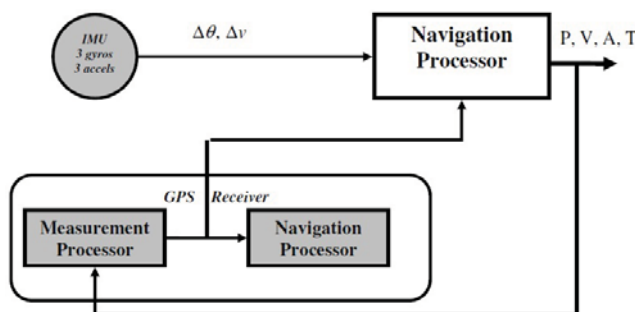 IMU
3 gyros
3 accels
Δθ, Δv
Navigation
Processor
P, V, A, T
GPS Receiver
Measurement
Processor
Navigation
Processor